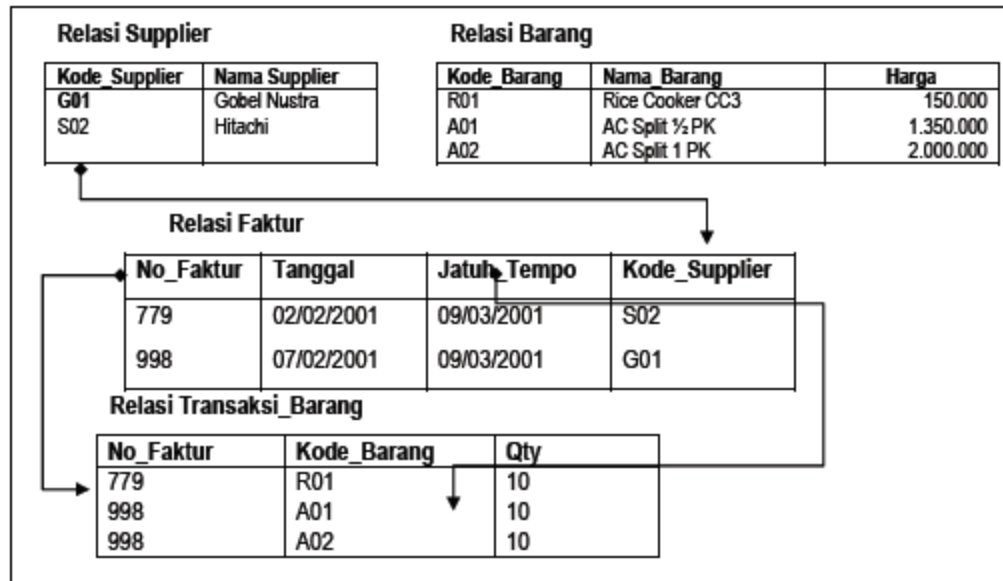 Relasi Supplier
Kode_Supplier Nama Supplier
G01 Gobel Nustra
S02 Hitachi
Relasi Barang
Kode_Barang Nama_Barang Harga
R01 Rice Cooker CC3 150.000
A01 AC Split ½ PK 1.350.000
A02 AC Split 1 PK 2.000.000
Relasi Faktur
No_Faktur Tanggal Jatuh_Tempo Kode_Supplier
779 02/02/2001 09/03/2001 S02
998 07/02/2001 09/03/2001 G01
Relasi Transaksi_Barang
No_Faktur Kode_Barang Qty
779 R01 10
998 A01 10
998 A02 10